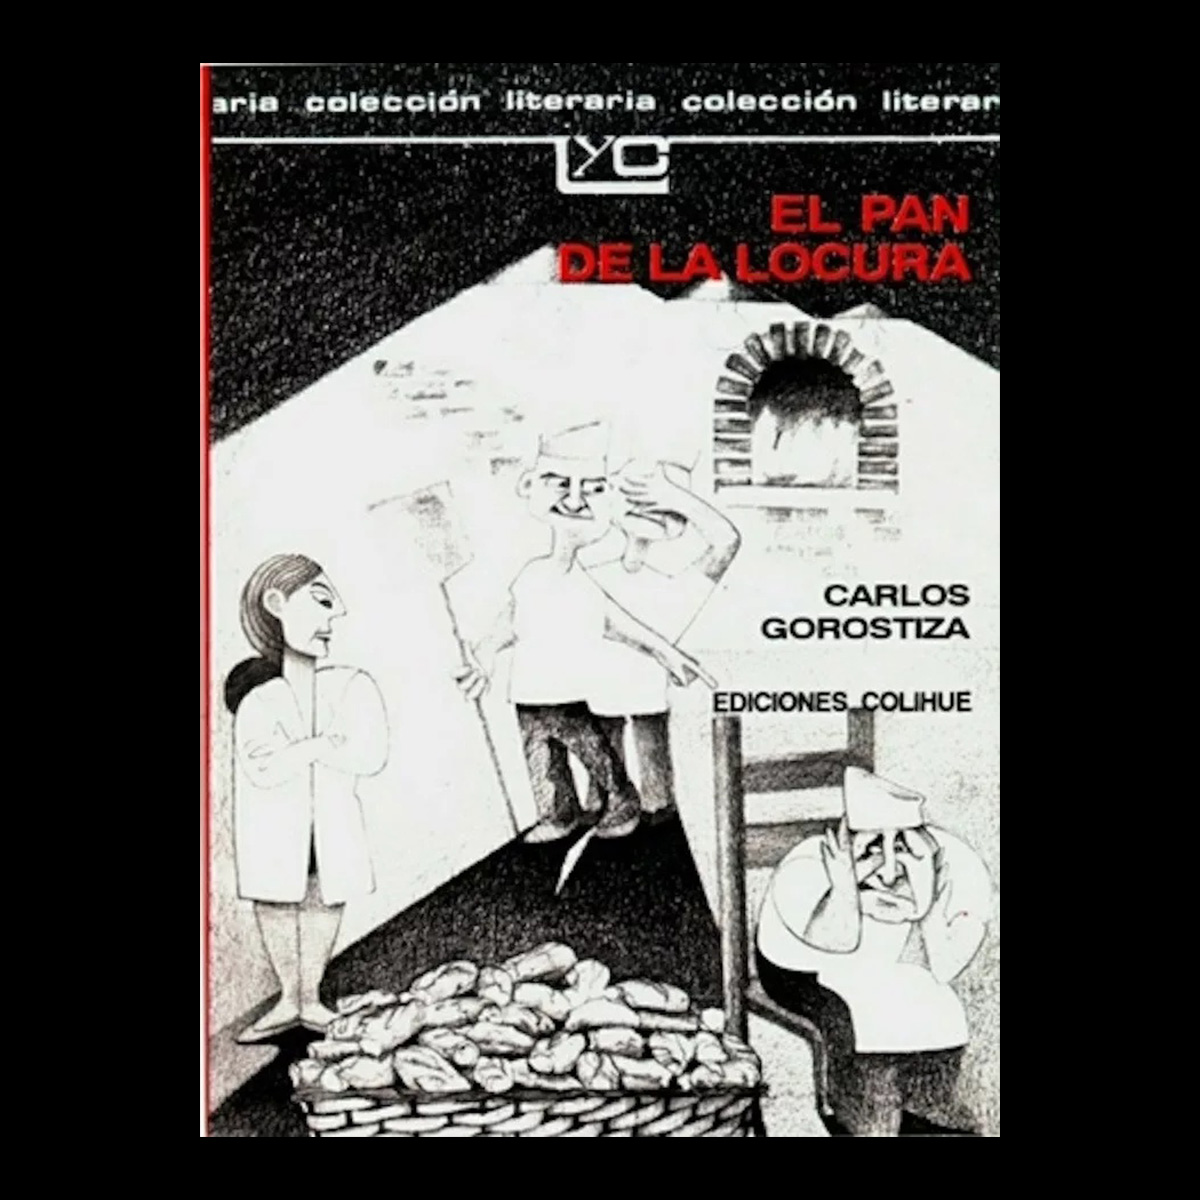 aria colección literaria colección literar
LyC
EL PAN
DE LA LOCURA
CARLOS
GOROSTIZA
EDICIONES COLIHUE